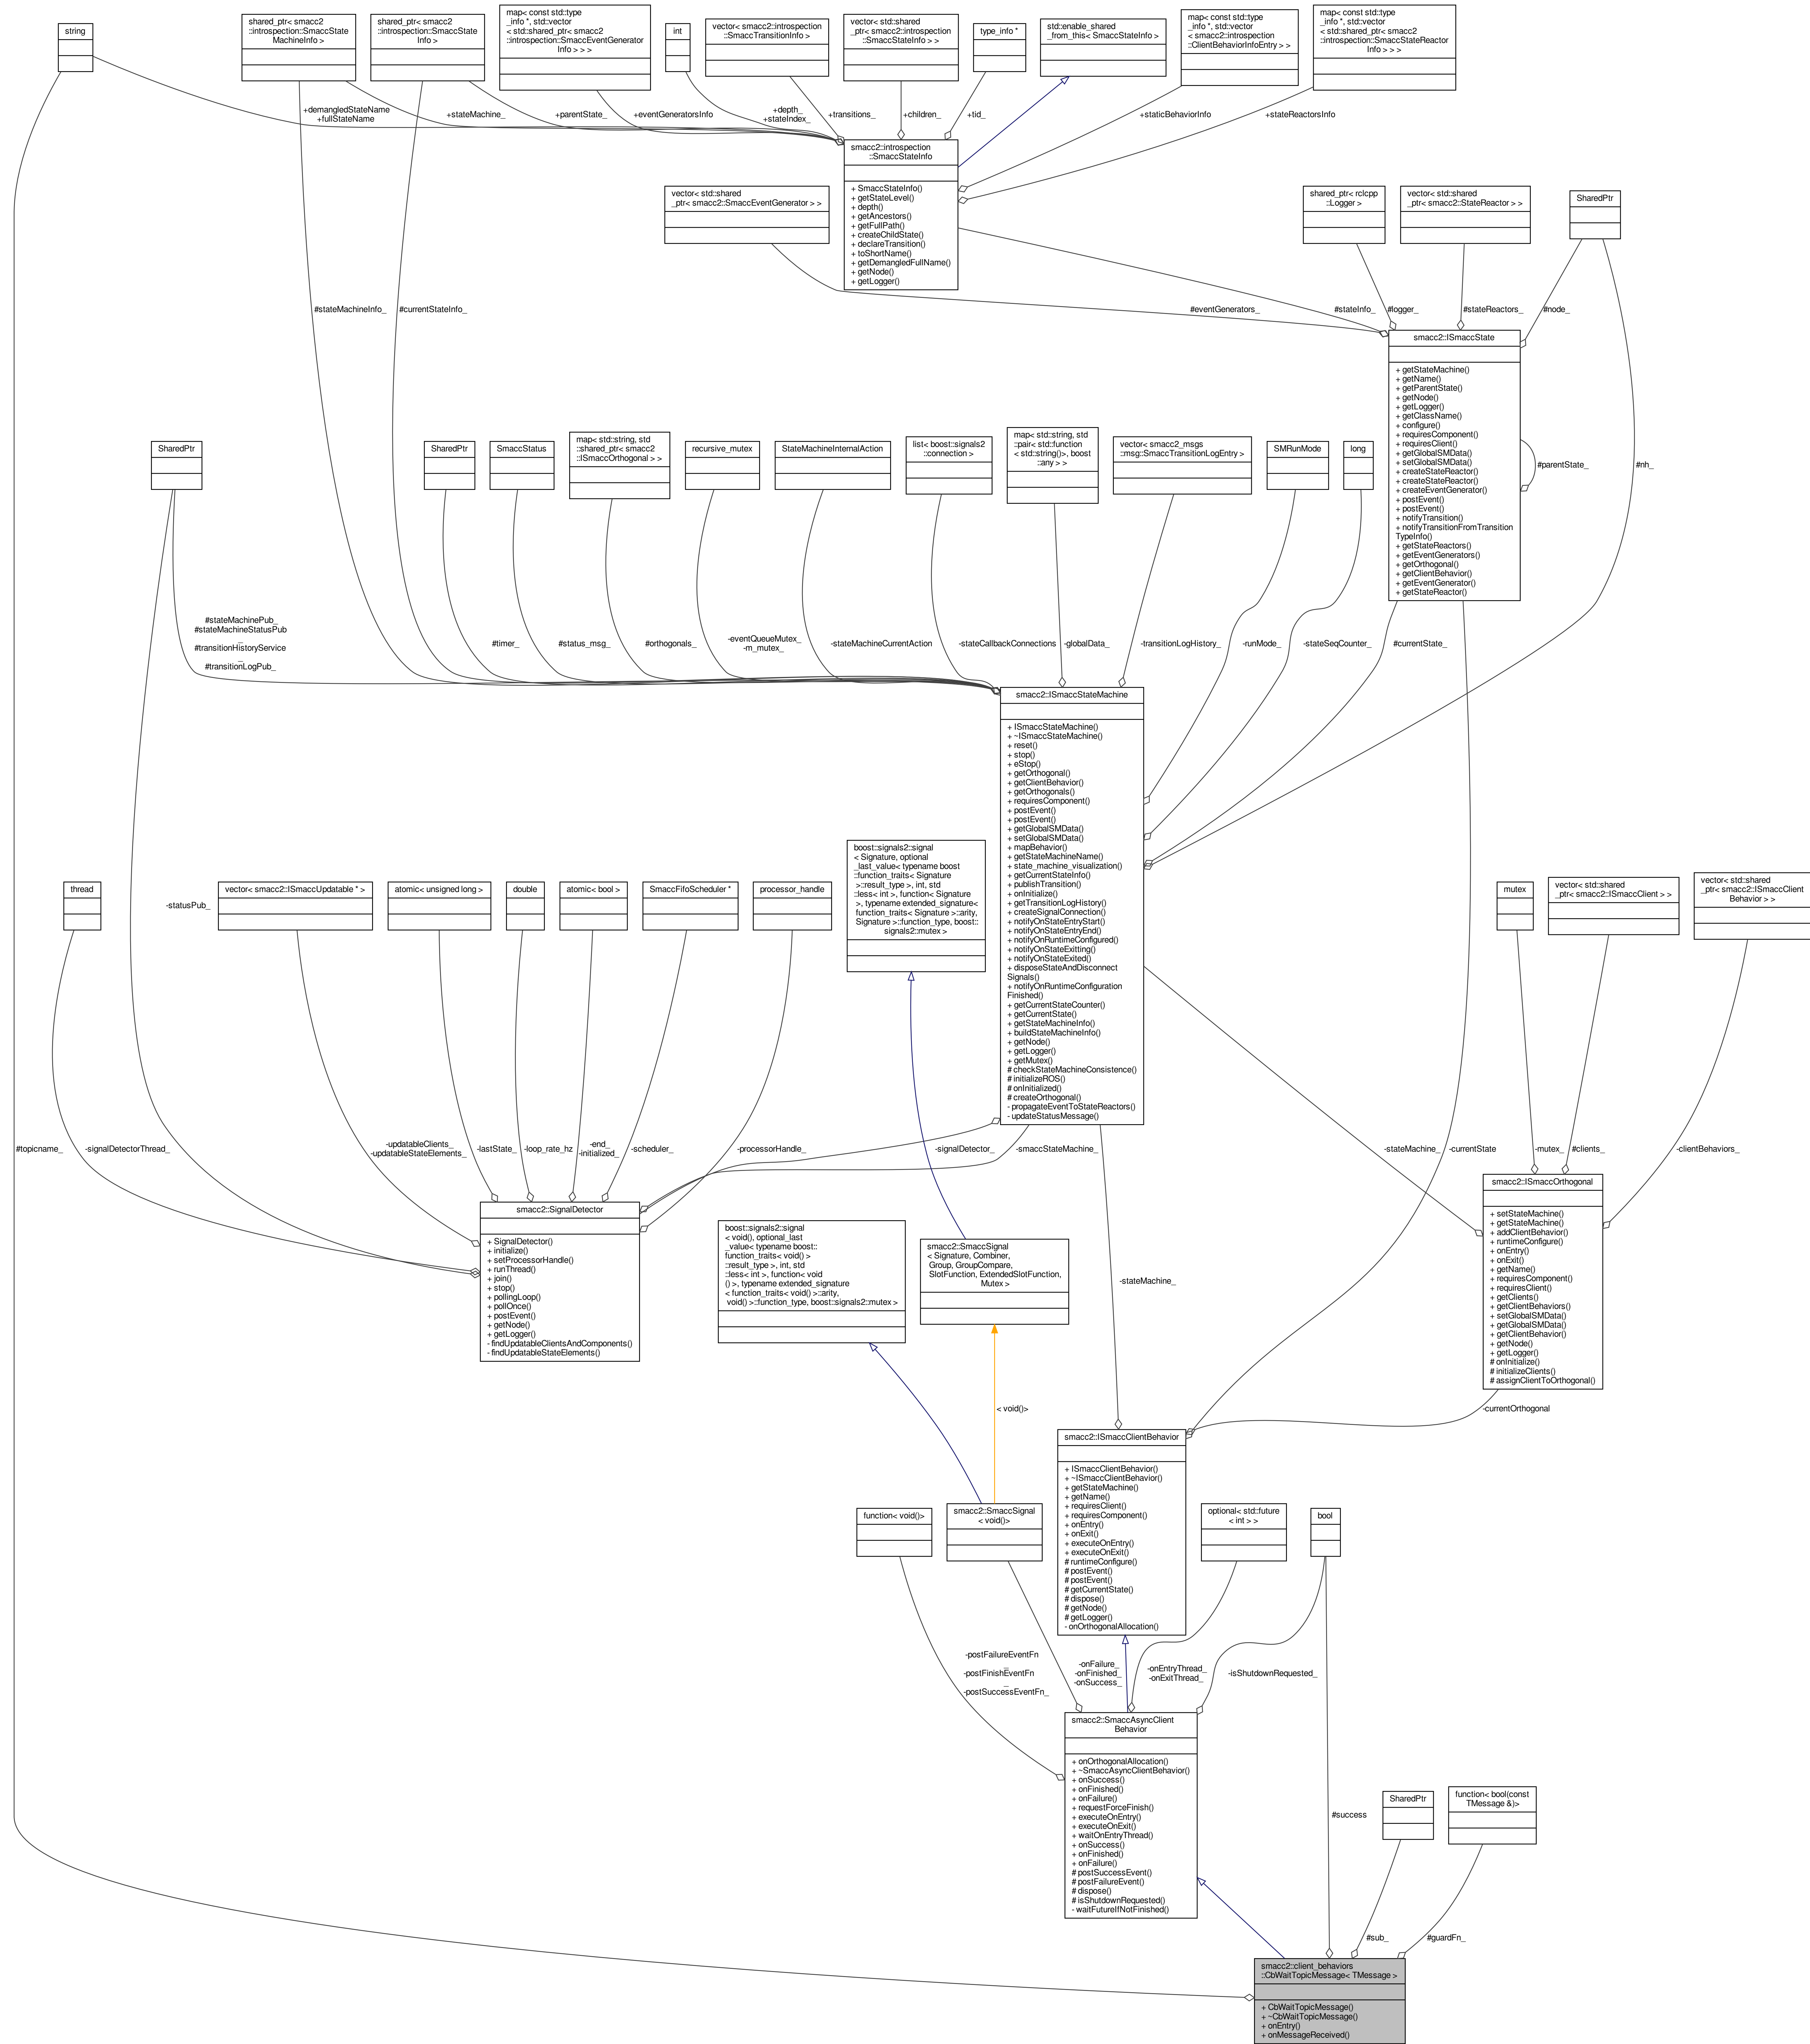 string
shared_ptr< smacc2
::introspection::SmaccState
MachineInfo >
shared_ptr< smacc2
::introspection::SmaccState
Info >
map< const std::type
_info *, std::vector
< std::shared_ptr< smacc2
::introspection::SmaccEventGenerator
Info > > >
int
vector< smacc2::introspection
::SmaccTransitionInfo >
vector< std::shared
_ptr< smacc2::introspection
::SmaccStateInfo > >
type_info *
std::enable_shared
_from_this< SmaccStateInfo >
map< const std::type
_info *, std::vector
< smacc2::introspection
::ClientBehaviorInfoEntry > >
map< const std::type
_info *, std::vector
< std::shared_ptr< smacc2
::introspection::SmaccStateReactor
Info > > >
+demangledStateName
+fullStateName
+stateMachine_
+parentState_
+eventGeneratorsInfo
+depth_
+stateIndex_
+transitions_
+children_
+tid_
+staticBehaviorInfo
+stateReactorsInfo
smacc2::introspection
::SmaccStateInfo
+ SmaccStateInfo()
+ getStateLevel()
+ depth()
+ getAncestors()
+ getFullPath()
+ createChildState()
+ declareTransition()
+ toShortName()
+ getDemangledFullName()
+ getNode()
+ getLogger()
vector< std::shared
_ptr< smacc2::SmaccEventGenerator > >
shared_ptr< rclcpp
::Logger >
vector< std::shared
_ptr< smacc2::StateReactor > >
SharedPtr
#stateMachineInfo_
#currentStateInfo_
#eventGenerators_
#stateInfo_
#logger_
#stateReactors_
#node_
smacc2::ISmaccState
+ getStateMachine()
+ getName()
+ getParentState()
+ getNode()
+ getLogger()
+ getClassName()
+ configure()
+ requiresComponent()
+ requiresClient()
+ getGlobalSMData()
+ setGlobalSMData()
+ createStateReactor()
+ createStateReactor()
+ createEventGenerator()
+ postEvent()
+ postEvent()
+ notifyTransition()
+ notifyTransitionFromTransition
TypeInfo()
+ getStateReactors()
+ getEventGenerators()
+ getOrthogonal()
+ getClientBehavior()
+ getEventGenerator()
+ getStateReactor()
#parentState_
#nh_
SharedPtr
SharedPtr
SmaccStatus
map< std::string, std
::shared_ptr< smacc2
::ISmaccOrthogonal > >
recursive_mutex
StateMachineInternalAction
list< boost::signals2
::connection >
map< std::string, std
::pair< std::function
< std::string()>, boost
::any > >
vector< smacc2_msgs
::msg::SmaccTransitionLogEntry >
SMRunMode
long
#stateMachinePub_
#stateMachineStatusPub
_
#transitionHistoryService
_
#transitionLogPub_
#timer_
#status_msg_
#orthogonals_
-eventQueueMutex_
-m_mutex_
-stateMachineCurrentAction
-stateCallbackConnections
-globalData_
-transitionLogHistory_
-runMode_
-stateSeqCounter_
#currentState_
smacc2::ISmaccStateMachine
+ ISmaccStateMachine()
+ ~ISmaccStateMachine()
+ reset()
+ stop()
+ eStop()
+ getOrthogonal()
+ getClientBehavior()
+ getOrthogonals()
+ requiresComponent()
+ postEvent()
+ postEvent()
+ getGlobalSMData()
+ setGlobalSMData()
+ mapBehavior()
+ getStateMachineName()
+ state_machine_visualization()
+ getCurrentStateInfo()
+ publishTransition()
+ onInitialize()
+ getTransitionLogHistory()
+ createSignalConnection()
+ notifyOnStateEntryStart()
+ notifyOnStateEntryEnd()
+ notifyOnRuntimeConfigured()
+ notifyOnStateExitting()
+ notifyOnStateExited()
+ disposeStateAndDisconnect
Signals()
+ notifyOnRuntimeConfiguration
Finished()
+ getCurrentStateCounter()
+ getCurrentState()
+ getStateMachineInfo()
+ buildStateMachineInfo()
+ getNode()
+ getLogger()
+ getMutex()
# checkStateMachineConsistence()
# initializeROS()
# onInitialized()
# createOrthogonal()
- propagateEventToStateReactors()
- updateStatusMessage()
boost::signals2::signal
< Signature, optional
_last_value< typename boost
::function_traits< Signature
>::result_type >, int, std
::less< int >, function< Signature
>, typename extended_signature<
function_traits< Signature >::arity,
Signature >::function_type, boost::
signals2::mutex >
thread
-statusPub_
vector< smacc2::ISmaccUpdatable * >
atomic< unsigned long >
double
atomic< bool >
SmaccFifoScheduler *
processor_handle
mutex
vector< std::shared
_ptr< smacc2::ISmaccClient > >
vector< std::shared
_ptr< smacc2::ISmaccClient
Behavior > >
#topicname_
-signalDetectorThread_
-updatableClients_
-updatableStateElements_
-lastState_
-loop_rate_hz
-end_
-initialized_
-scheduler_
-processorHandle_
-signalDetector_
-smaccStateMachine_
-stateMachine_
-currentState
-mutex_
#clients_
-clientBehaviors_
smacc2::SignalDetector
+ SignalDetector()
+ initialize()
+ setProcessorHandle()
+ runThread()
+ join()
+ stop()
+ pollingLoop()
+ pollOnce()
+ postEvent()
+ getNode()
+ getLogger()
- findUpdatableClientsAndComponents()
- findUpdatableStateElements()
boost::signals2::signal
< void(), optional_last
_value< typename boost::
function_traits< void() >
::result_type >, int, std
::less< int >, function< void
() >, typename extended_signature
< function_traits< void() >::arity,
void() >::function_type, boost::signals2::mutex >
smacc2::SmaccSignal
< Signature, Combiner,
Group, GroupCompare,
SlotFunction, ExtendedSlotFunction,
Mutex >
-stateMachine_
smacc2::ISmaccOrthogonal
+ setStateMachine()
+ getStateMachine()
+ addClientBehavior()
+ runtimeConfigure()
+ onEntry()
+ onExit()
+ getName()
+ requiresComponent()
+ requiresClient()
+ getClients()
+ getClientBehaviors()
+ setGlobalSMData()
+ getGlobalSMData()
+ getClientBehavior()
+ getNode()
+ getLogger()
# onInitialize()
# initializeClients()
# assignClientToOrthogonal()
< void()>
-currentOrthogonal
smacc2::ISmaccClientBehavior
+ ISmaccClientBehavior()
+ ~ISmaccClientBehavior()
+ getStateMachine()
+ getName()
+ requiresClient()
+ requiresComponent()
+ onEntry()
+ onExit()
+ executeOnEntry()
+ executeOnExit()
# runtimeConfigure()
# postEvent()
# postEvent()
# getCurrentState()
# dispose()
# getNode()
# getLogger()
- onOrthogonalAllocation()
function< void()>
smacc2::SmaccSignal
< void()>
optional< std::future
< int > >
bool
-postFailureEventFn
_
-postFinishEventFn
_
-postSuccessEventFn_
-onFailure_
-onFinished_
-onSuccess_
-onEntryThread_
-onExitThread_
-isShutdownRequested_
smacc2::SmaccAsyncClient
Behavior
+ onOrthogonalAllocation()
+ ~SmaccAsyncClientBehavior()
+ onSuccess()
+ onFinished()
+ onFailure()
+ requestForceFinish()
+ executeOnEntry()
+ executeOnExit()
+ waitOnEntryThread()
+ onSuccess()
+ onFinished()
+ onFailure()
# postSuccessEvent()
# postFailureEvent()
# dispose()
# isShutdownRequested()
- waitFutureIfNotFinished()
#success
SharedPtr
function< bool(const
TMessage &)>
#sub_
#guardFn_
smacc2::client_behaviors
::CbWaitTopicMessage< TMessage >
+ CbWaitTopicMessage()
+ ~CbWaitTopicMessage()
+ onEntry()
+ onMessageReceived()